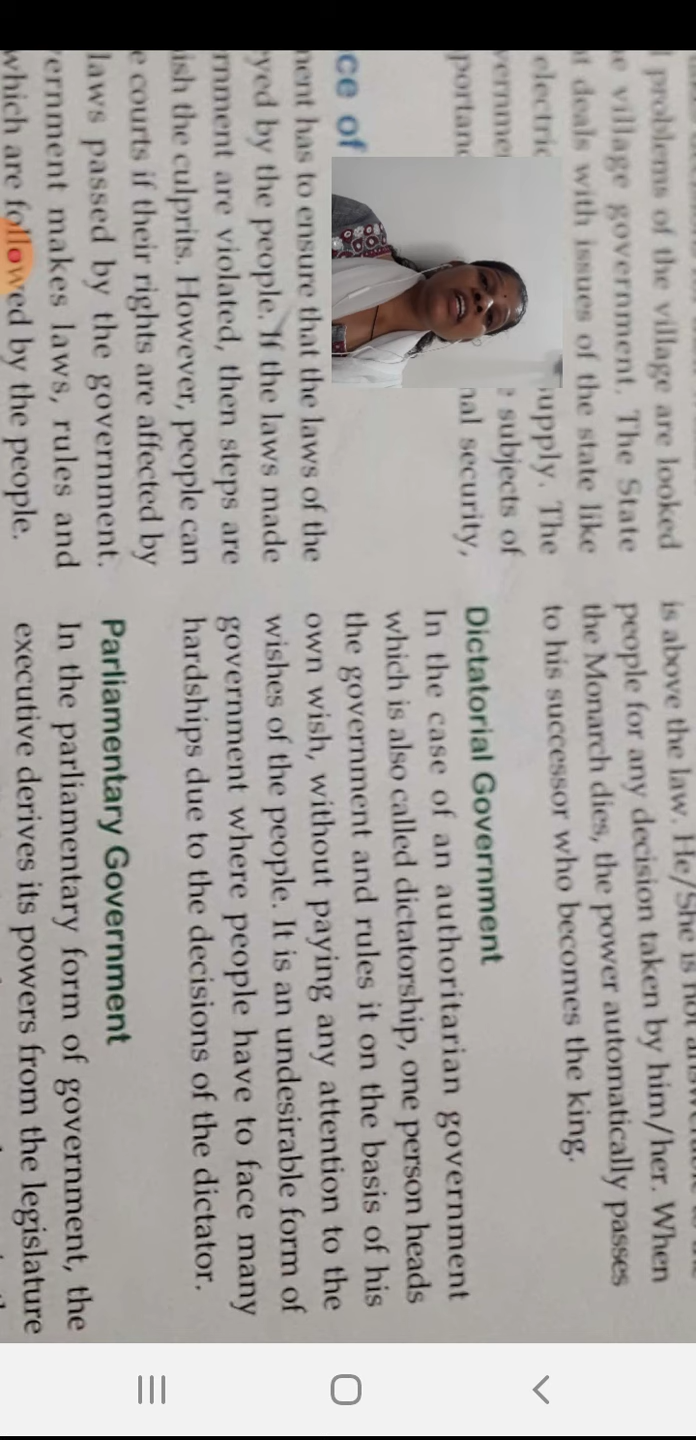 problems of the village are looked
village government. The State
deals with issues of the state like
electric upply. The
subjects of
nal security,
ce of
nent has to ensure that the laws of the
yed by the people. If the laws made
rnment are violated, then steps are
ish the culprits. However, people can
e courts if their rights are affected by
laws passed by the government.
ernment makes laws, rules and
which are followed by the people.
is above the law. He/She is not
people for any decision taken by him/her. When
the Monarch dies, the power automatically passes
to his successor who becomes the king.
Dictatorial Government
In the case of an authoritarian government
which is also called dictatorship, one person heads
the government and rules it on the basis of his
own wish, without paying any attention to the
wishes of the people. It is an undesirable form of
government where people have to face many
hardships due to the decisions of the dictator.
Parliamentary Government
In the parliamentary form of government, the
executive derives its powers from the legislature